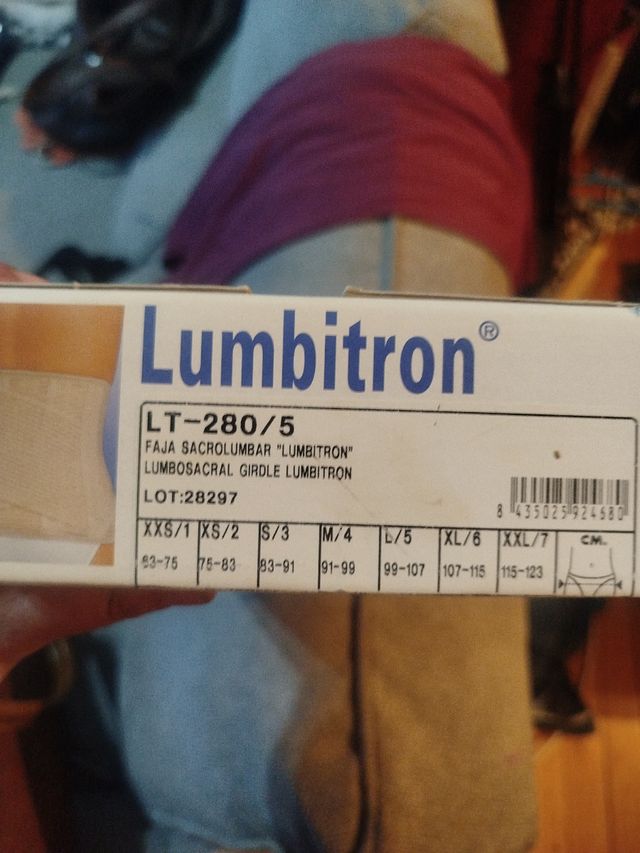 Lumbitron®
LT-280/5
FAJA SACROLUMBAR "LUMBITRON"
LUMBOSACRAL GIRDLE LUMBITRON
LOT:28297
8 435025 924680
XXS/1 XS/2 S/3 M/4 L/5 XL/6 XXL/7 CM.
63-75 75-83 83-91 91-99 99-107 107-115 115-123